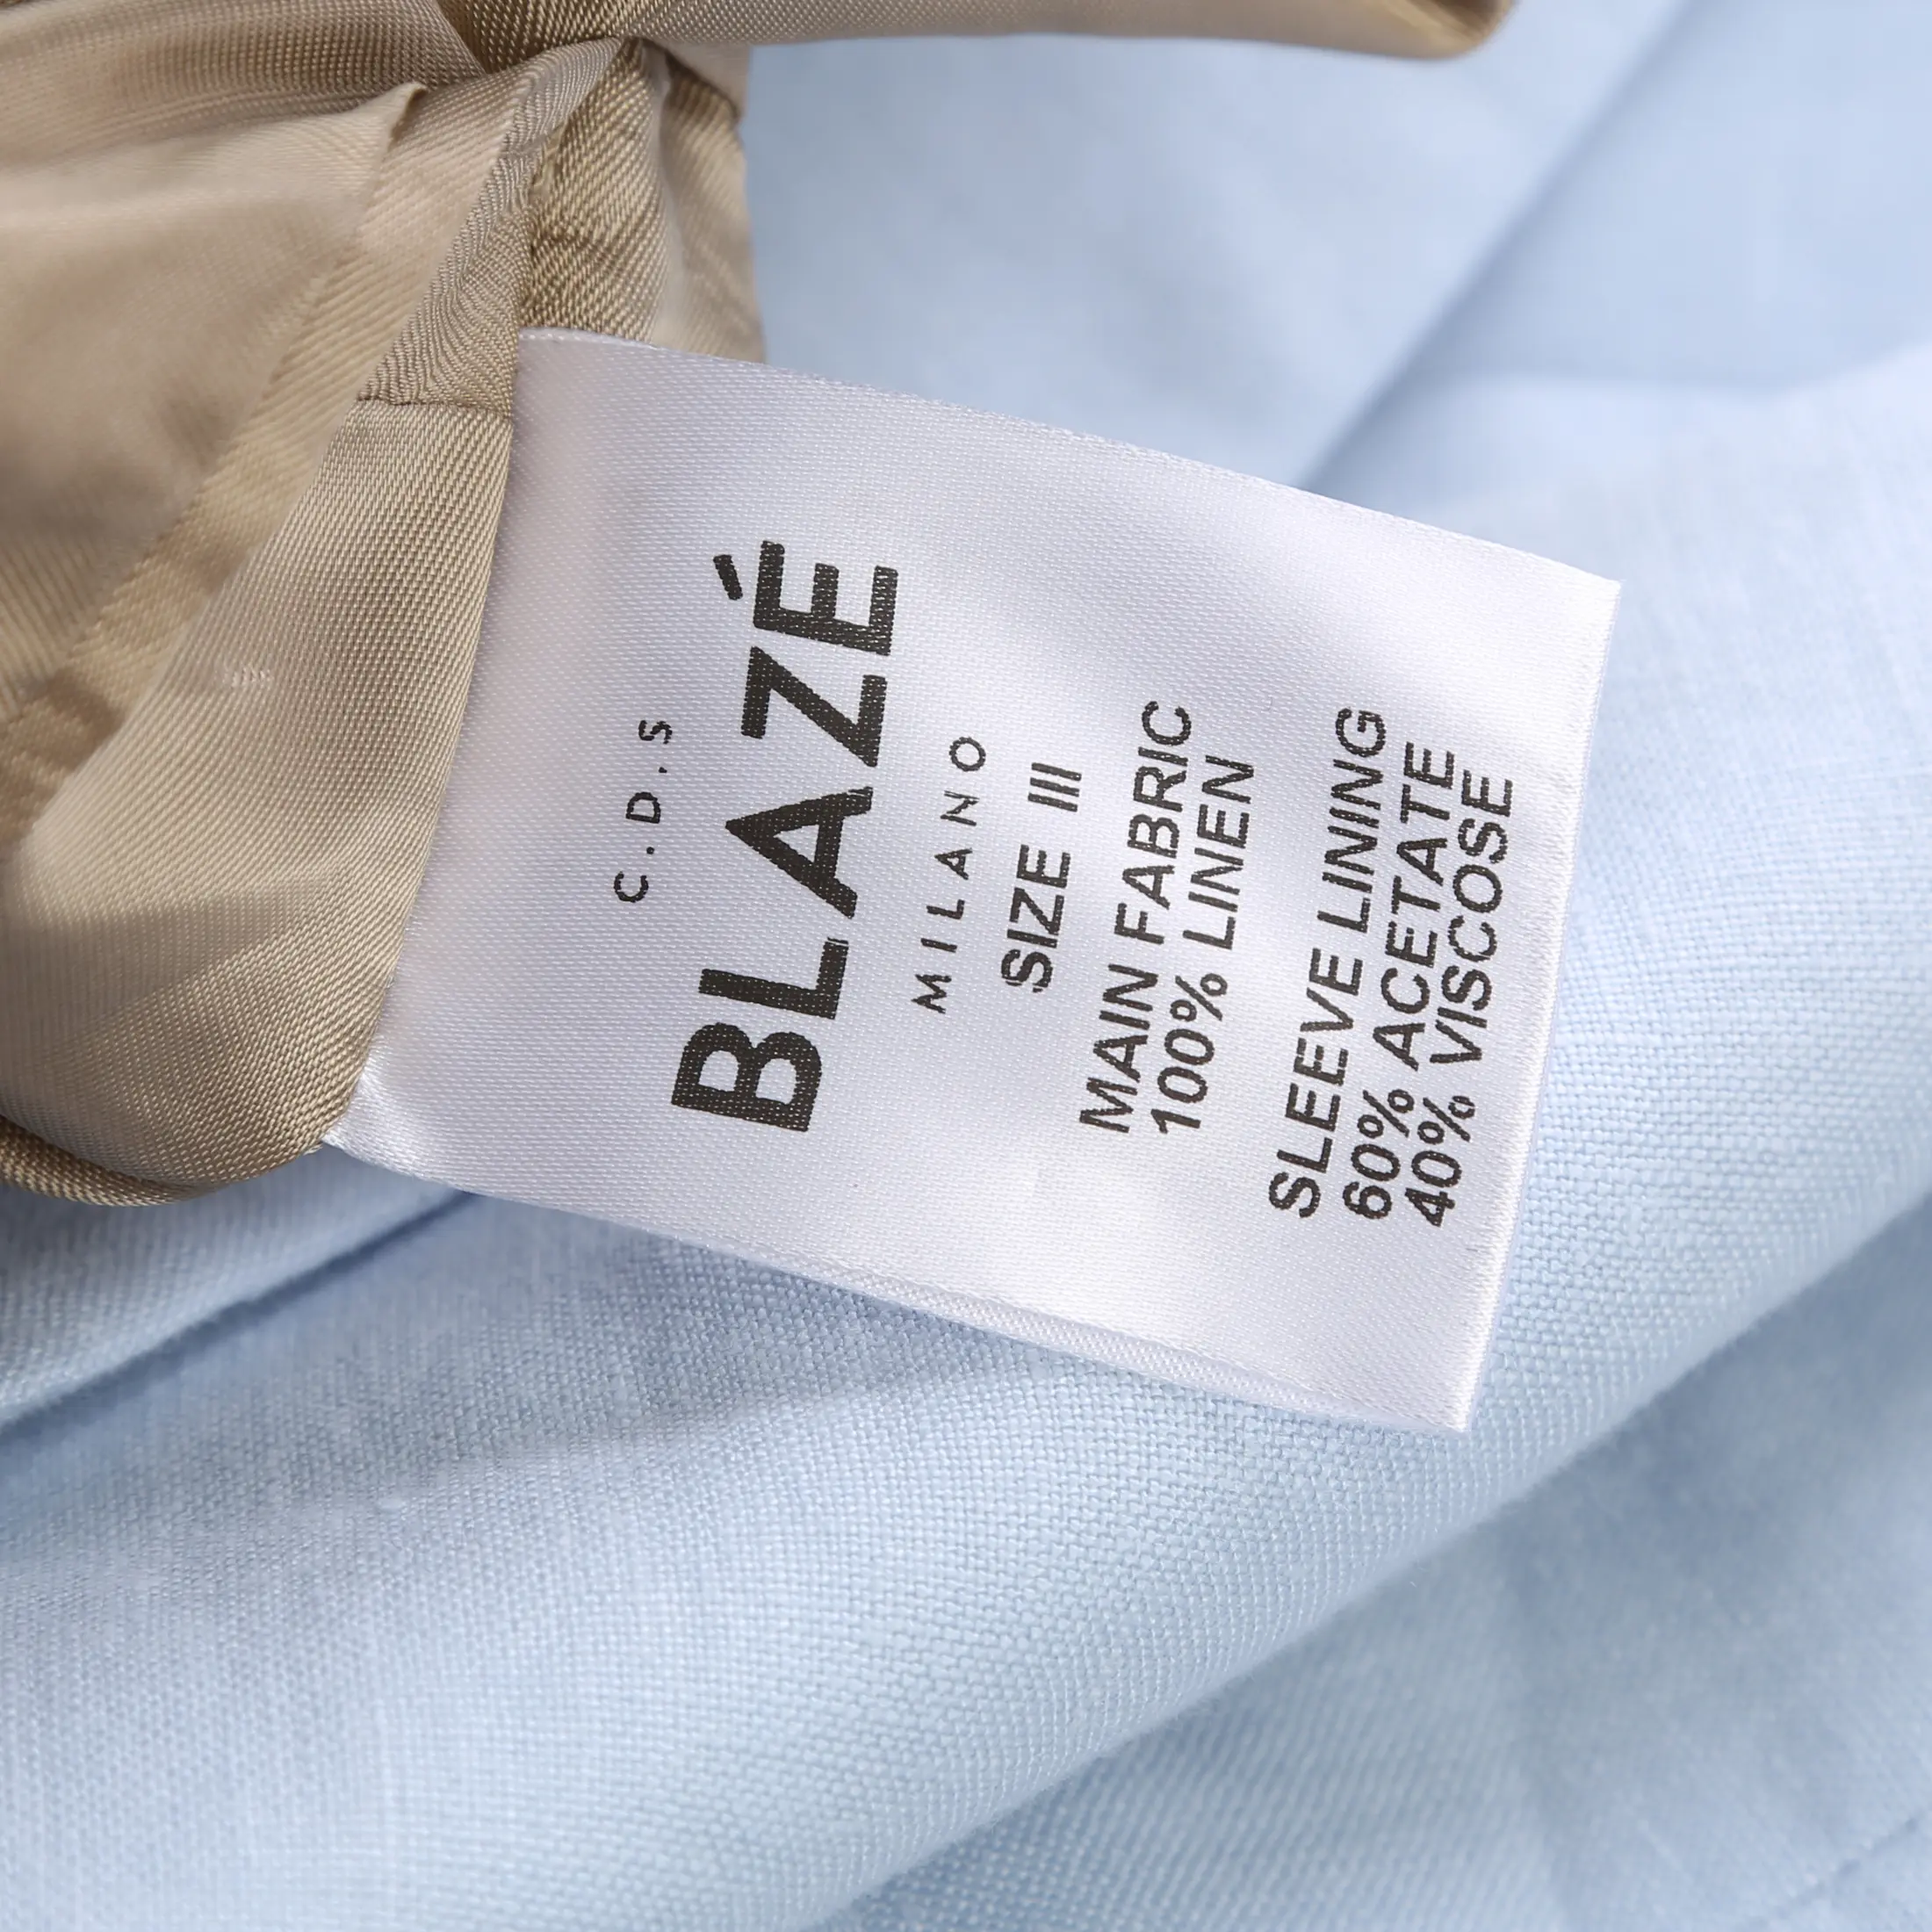 C.D.S
BLAZÉ
MILANO
SIZE III
MAIN FABRIC
100% LINEN
SLEEVE LINING
60% ACETATE
40% VISCOSE